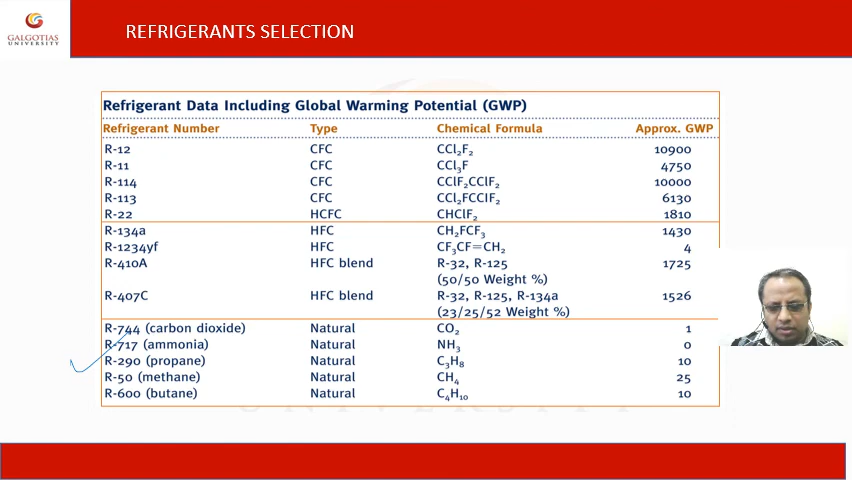 GALGOTIAS
UNIVERSITY
REFRIGERANTS SELECTION
Refrigerant Data Including Global Warming Potential (GWP)
Refrigerant Number Type Chemical Formula Approx. GWP
R-12 CFC CCl₂F₂ 10900
R-11 CFC CCl₃F 4750
R-114 CFC CClF₂CClF₂ 10000
R-113 CFC CCl₂FCClF₂ 6130
R-22 HCFC CHClF₂ 1810
R-134a HFC CH₂FCF₃ 1430
R-1234yf HFC CF₃CF=CH₂ 4
R-410A HFC blend R-32, R-125 1725
(50/50 Weight %)
R-407C HFC blend R-32, R-125, R-134a 1526
(23/25/52 Weight %)
R-744 (carbon dioxide) Natural CO₂ 1
R-717 (ammonia) Natural NH₃ 0
R-290 (propane) Natural C₃H₈ 10
R-50 (methane) Natural CH₄ 25
R-600 (butane) Natural C₄H₁₀ 10
UNIVERSITY